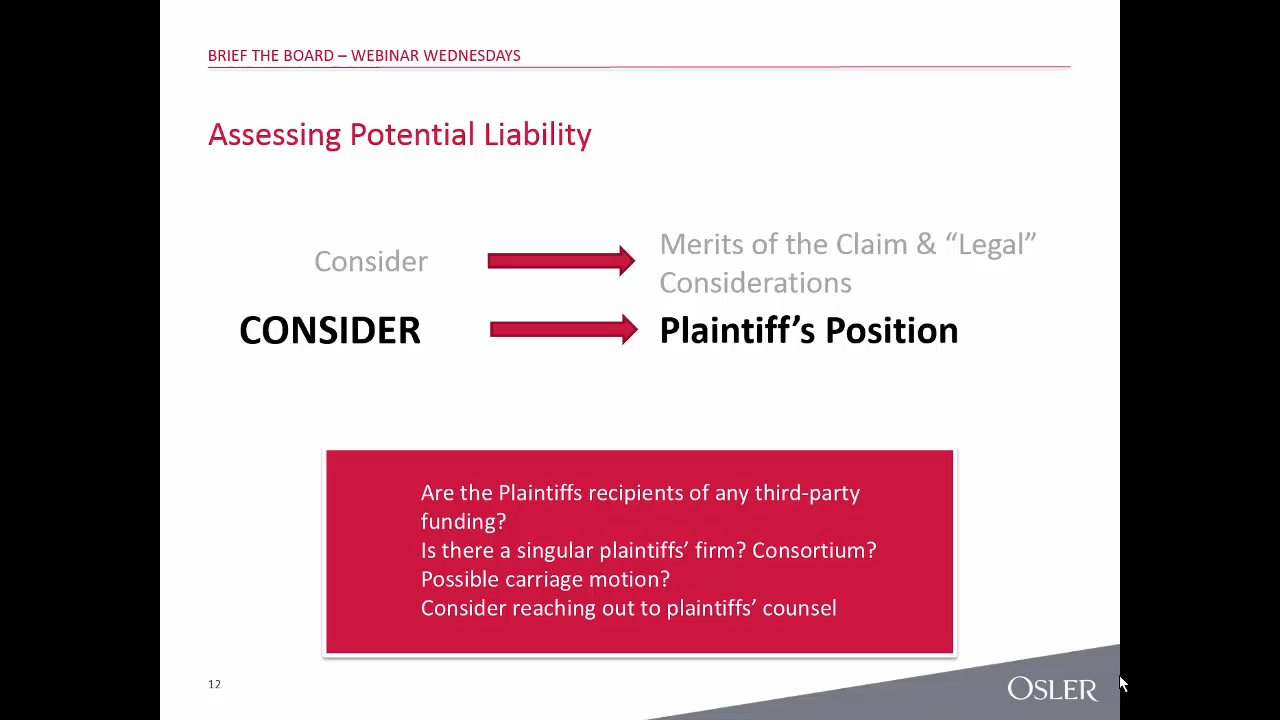 BRIEF THE BOARD – WEBINAR WEDNESDAYS
Assessing Potential Liability
Consider
Merits of the Claim & “Legal”
Considerations
CONSIDER
Plaintiff’s Position
Are the Plaintiffs recipients of any third-party
funding?
Is there a singular plaintiffs’ firm? Consortium?
Possible carriage motion?
Consider reaching out to plaintiffs’ counsel
12
OSLER